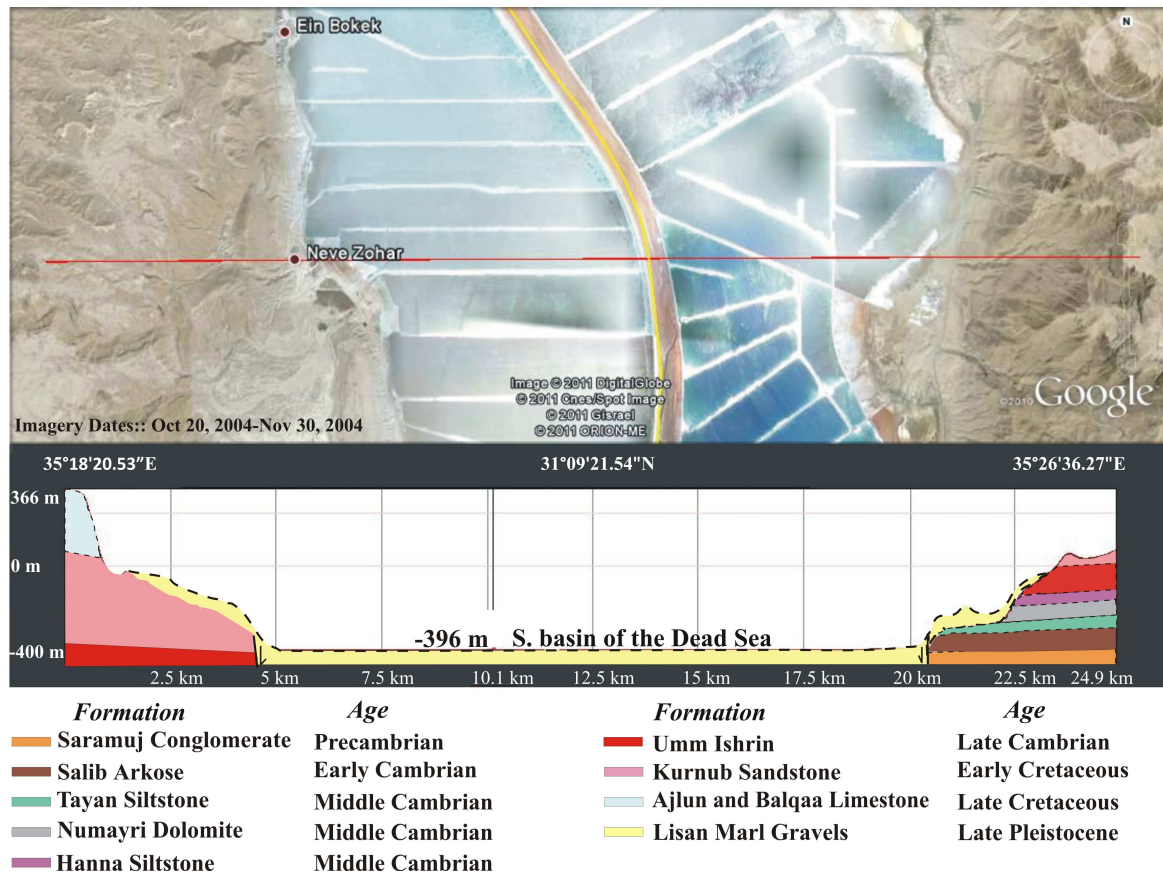 Ein Bokek
N
Neve Zohar
Image © 2011 DigitalGlobe
© 2011 Cnes/Spot Image
© 2011 Gisrael
© 2011 ORION-ME
©2010 Google
Imagery Dates:: Oct 20, 2004-Nov 30, 2004
35°18'20.53"E 31°09'21.54"N 35°26'36.27"E
366 m
0 m
-396 m S. basin of the Dead Sea
-400 m
2.5 km 5 km 7.5 km 10.1 km 12.5 km 15 km 17.5 km 20 km 22.5 km 24.9 km
Formation Age Formation Age
Saramuj Conglomerate Precambrian Umm Ishrin Late Cambrian
Salib Arkose Early Cambrian Kurnub Sandstone Early Cretaceous
Tayan Siltstone Middle Cambrian Ajlun and Balqaa Limestone Late Cretaceous
Numayri Dolomite Middle Cambrian Lisan Marl Gravels Late Pleistocene
Hanna Siltstone Middle Cambrian